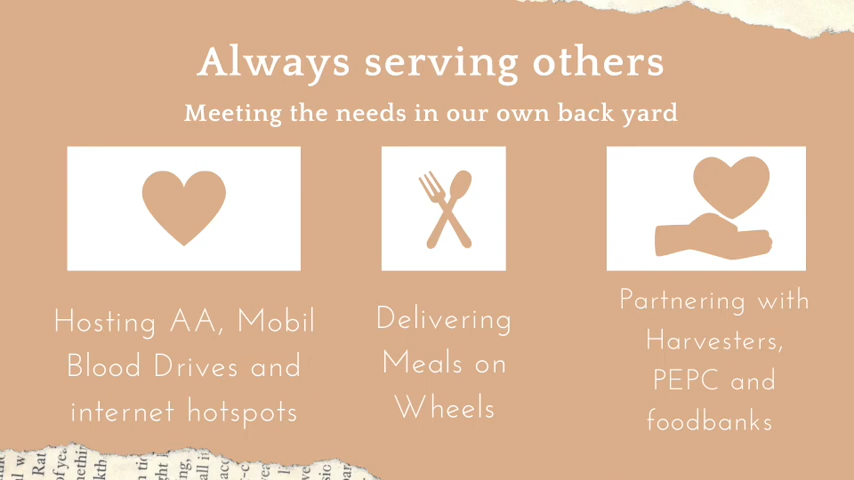 Always serving others
Meeting the needs in our own back yard
Hosting AA, Mobil
Blood Drives and
internet hotspots
Delivering
Meals on
Wheels
Partnering with
Harvesters,
PEPC and
foodbanks